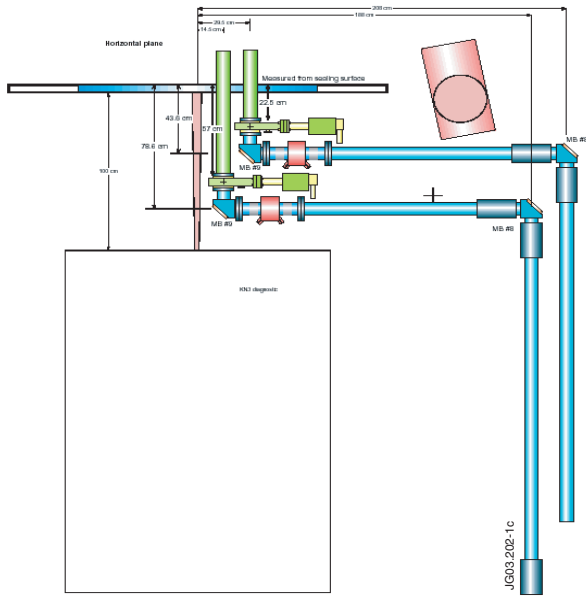 208 cm
188 cm
29.5 cm
14.5 cm
Horizontal plane
Measured from sealing surface
22.5 cm
43.6 cm
57 cm
78.6 cm
100 cm
MB #8
MB #9
MB #9
MB #8
KN3 diagnostic
JG03.202-1c